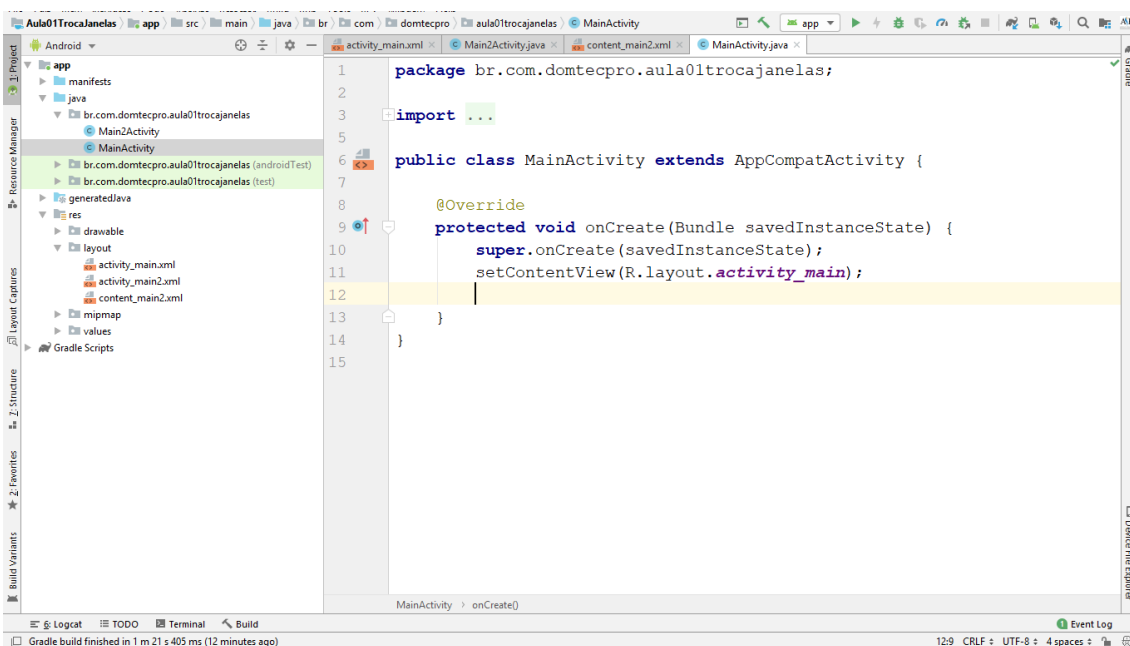 Aula01TrocaJanelas app src main java br com domtecpro aula01trocajanelas MainActivity app
Android activity_main.xml Main2Activity.java content_main2.xml MainActivity.java
1: Project
Resource Manager
Layout Captures
Z: Structure
2: Favorites
Build Variants
app
manifests
java
br.com.domtecpro.aula01trocajanelas
Main2Activity
MainActivity
br.com.domtecpro.aula01trocajanelas (androidTest)
br.com.domtecpro.aula01trocajanelas (test)
generatedJava
res
drawable
layout
activity_main.xml
activity_main2.xml
content_main2.xml
mipmap
values
Gradle Scripts
1 package br.com.domtecpro.aula01trocajanelas;
2
3 import ...
5
6 public class MainActivity extends AppCompatActivity {
7
8 @Override
9 protected void onCreate(Bundle savedInstanceState) {
10 super.onCreate(savedInstanceState);
11 setContentView(R.layout.activity_main);
12
13 }
14 }
15
Gradle
Device File Explorer
MainActivity › onCreate()
6: Logcat TODO Terminal Build 1 Event Log
Gradle build finished in 1 m 21 s 405 ms (12 minutes ago) 12:9 CRLF UTF-8 4 spaces